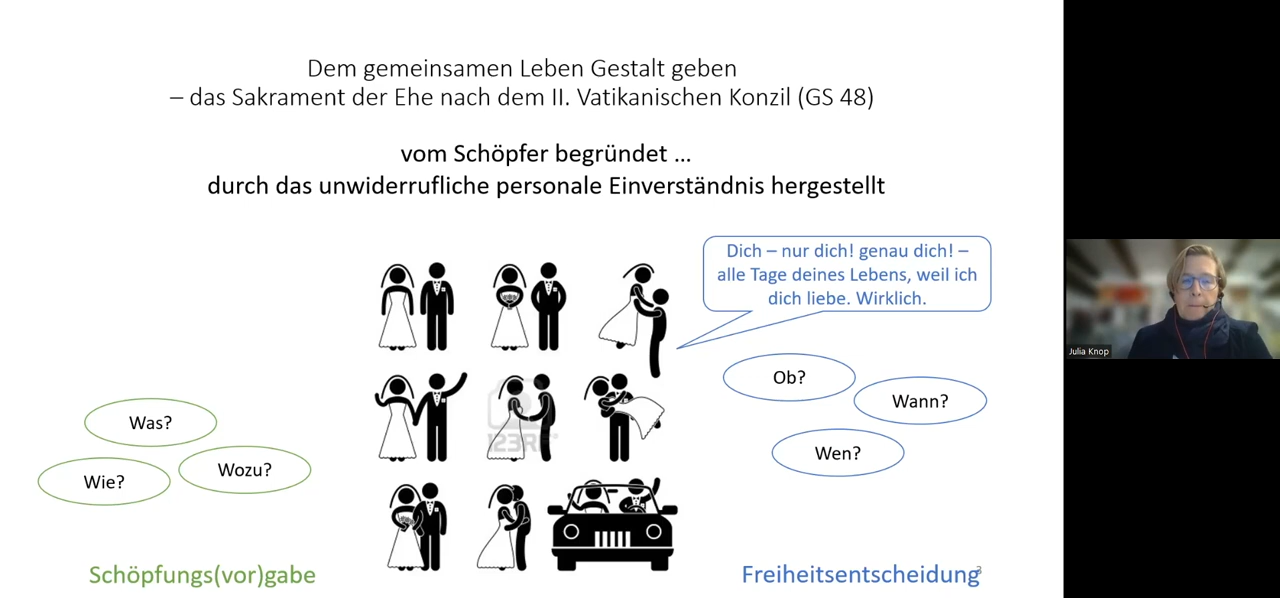 Dem gemeinsamen Leben Gestalt geben
– das Sakrament der Ehe nach dem II. Vatikanischen Konzil (GS 48)
vom Schöpfer begründet …
durch das unwiderrufliche personale Einverständnis hergestellt
Dich – nur dich! genau dich! –
alle Tage deines Lebens, weil ich
dich liebe. Wirklich.
Ob?
Wann?
Wen?
Was?
Wozu?
Wie?
123RF
Schöpfungs(vor)gabe
Freiheitsentscheidung
3
Julia Knop